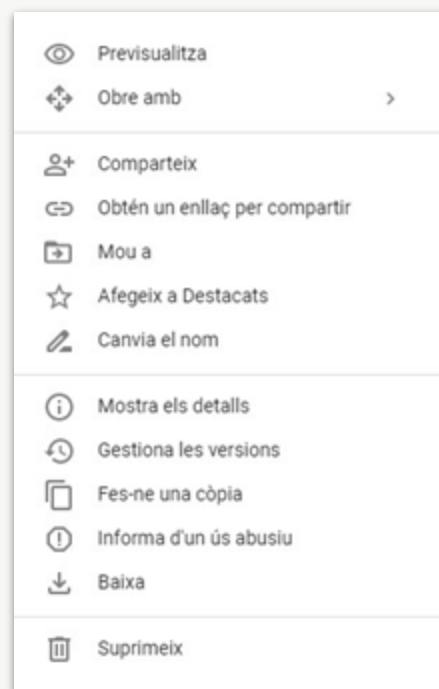 Previsualitza
Obre amb
Comparteix
Obtén un enllaç per compartir
Mou a
Afegeix a Destacats
Canvia el nom
Mostra els detalls
Gestiona les versions
Fes-ne una còpia
Informa d'un ús abusiu
Baixa
Suprimeix